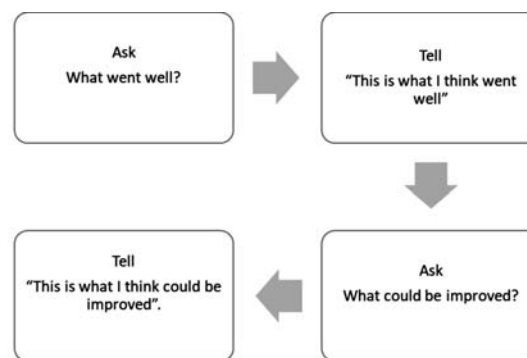 Ask
What went well?
Tell
“This is what I think went
well”
Ask
What could be improved?
Tell
“This is what I think could be
improved”.